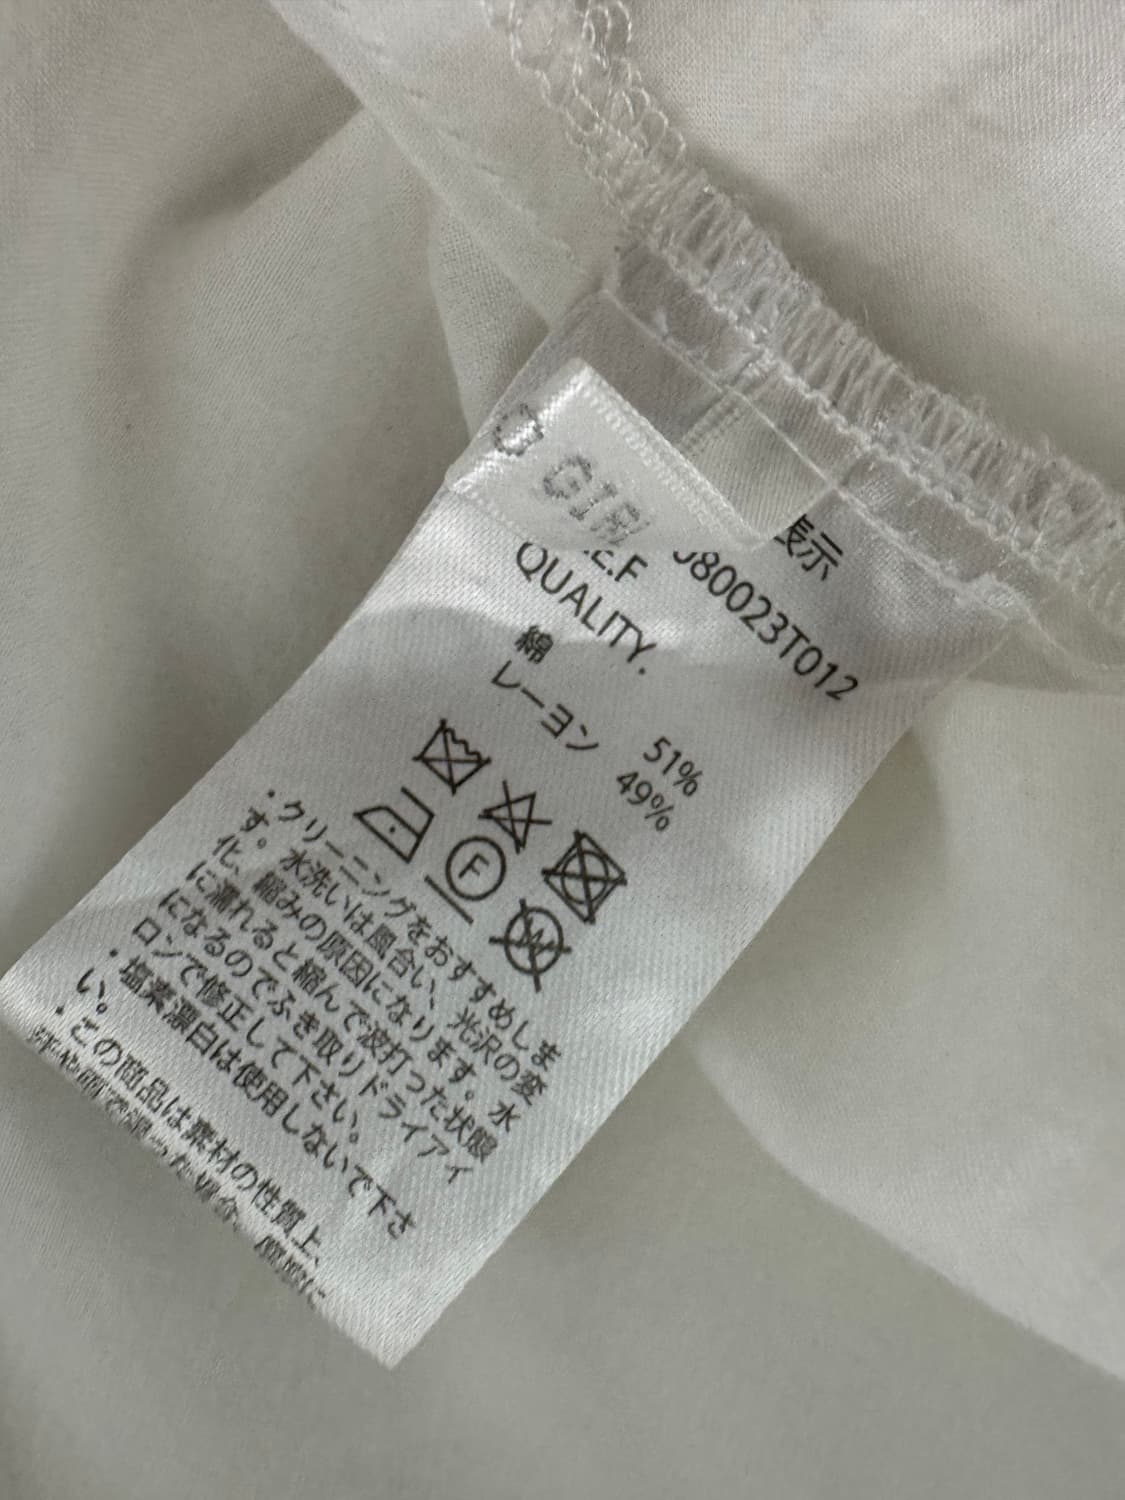 GIRL
表示
080023T012
.E.F
QUALITY.
綿 51%
レーヨン 49%
F
W
・クリーニングをおすすめしま
す。水洗いは風合い、光沢の変
化、縮みの原因になります。水
に濡れると縮んで波打った状態
になるのでふき取りドライアイ
ロンで修正して下さい。
・塩素漂白は使用しないで下さ
い。
・この商品は素材の性質上、